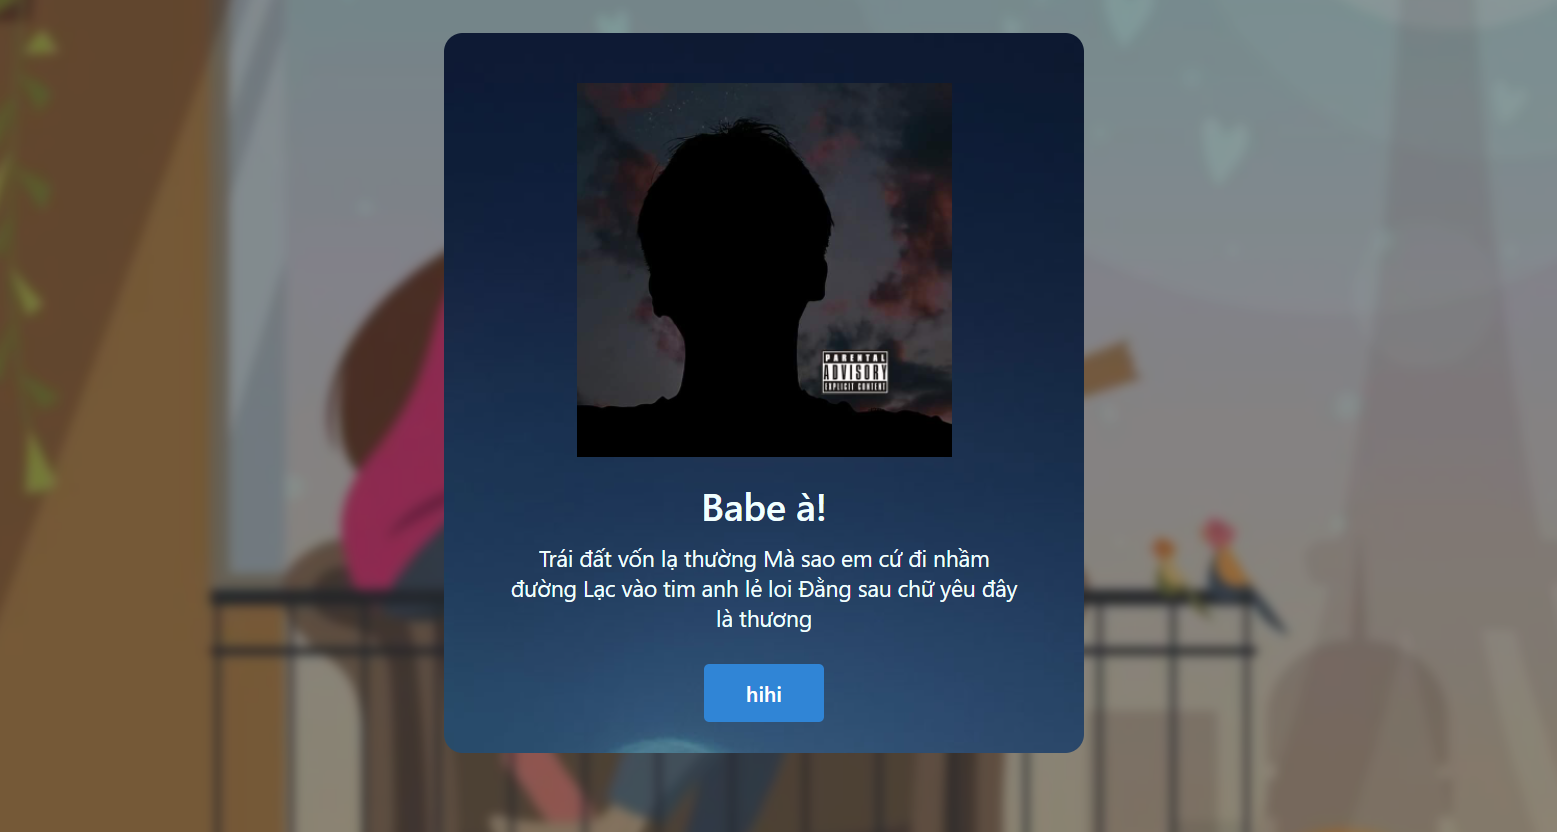 PARENTAL
ADVISORY
EXPLICIT CONTENT
Babe à!
Trái đất vốn lạ thường Mà sao em cứ đi nhầm
đường Lạc vào tim anh lẻ loi Đằng sau chữ yêu đây
là thương
hihi